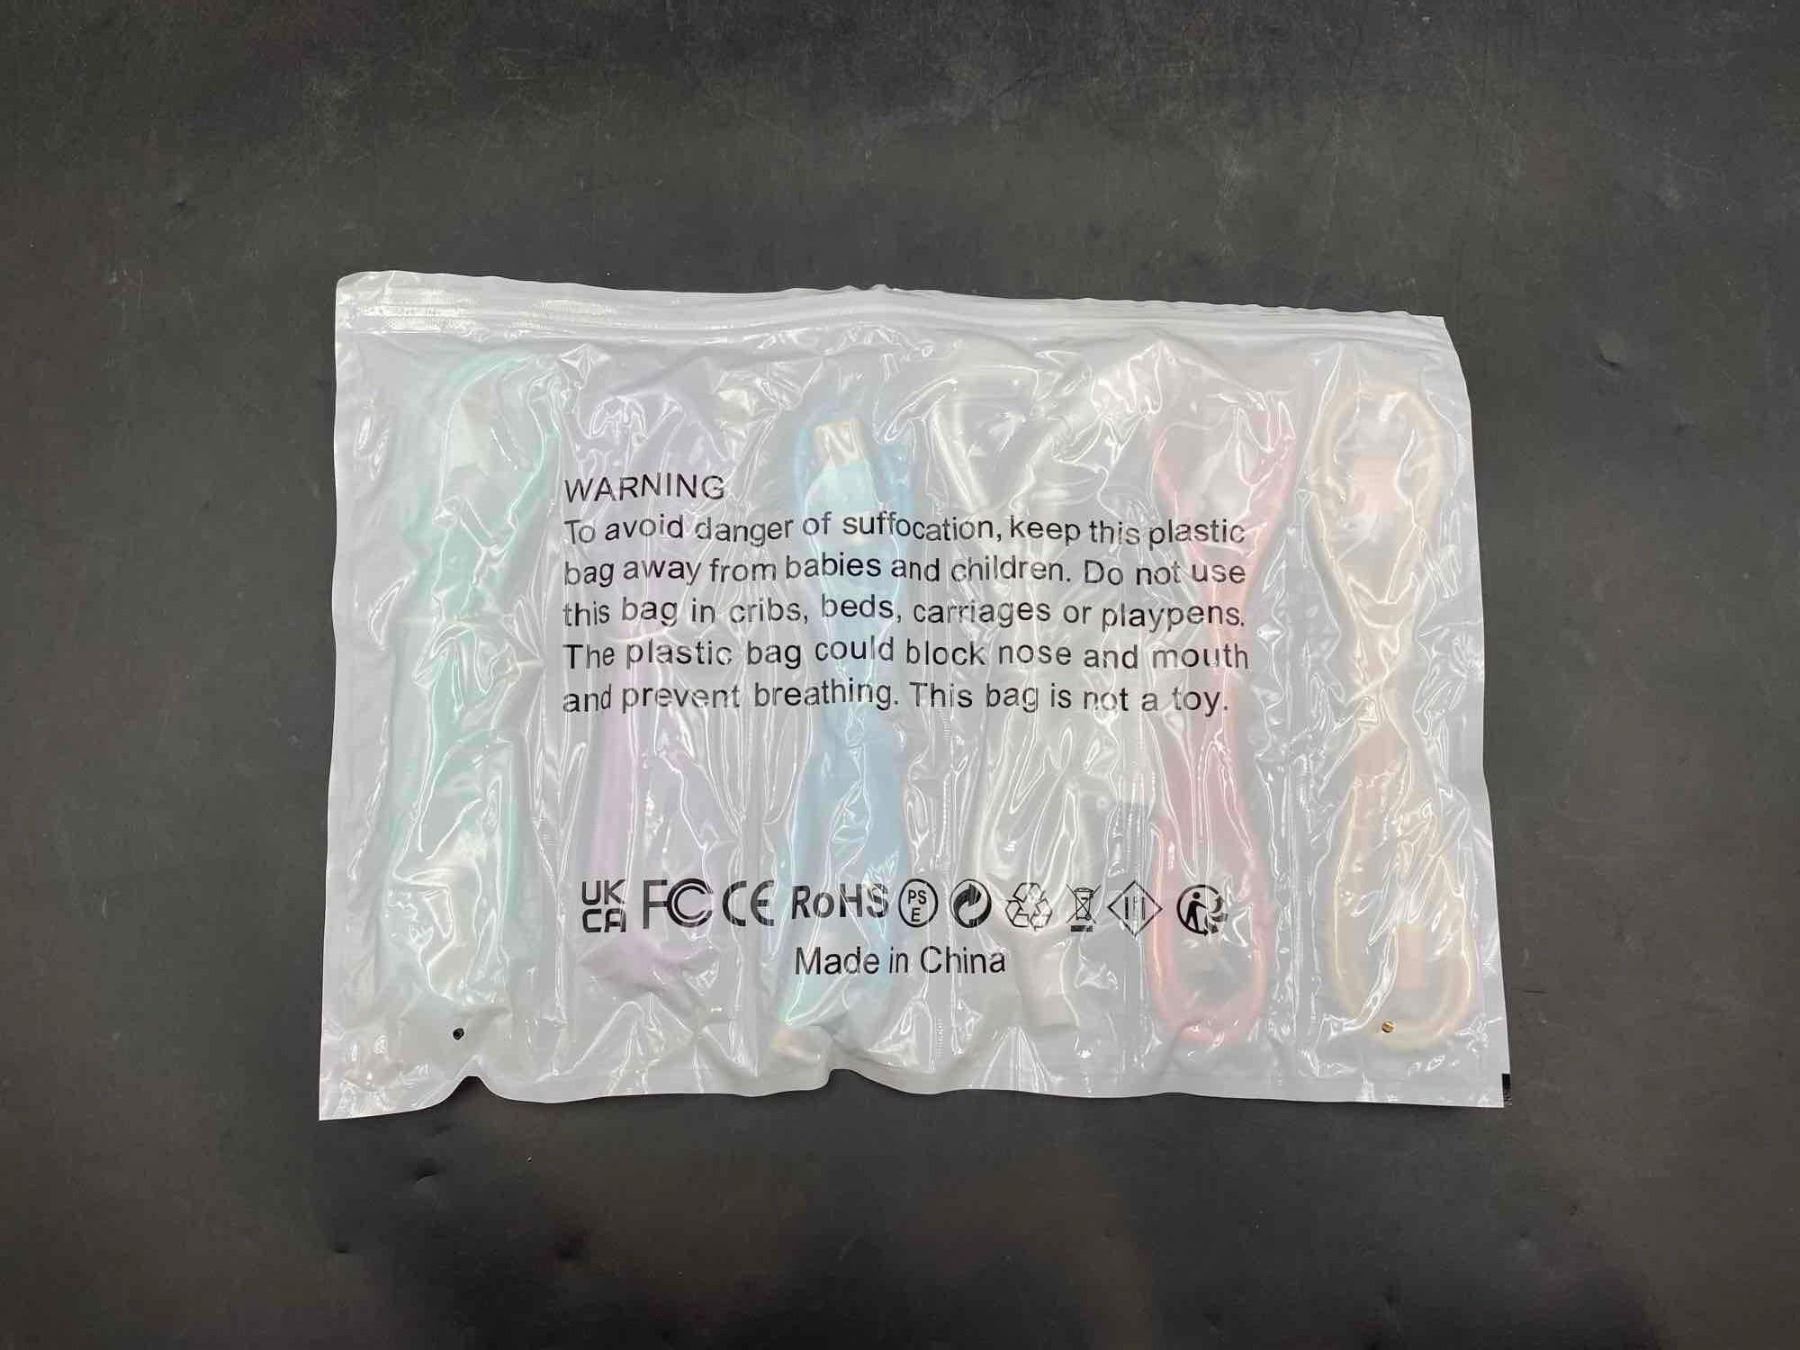 WARNING
To avoid danger of suffocation, keep this plastic
bag away from babies and children. Do not use
this bag in cribs, beds, carriages or playpens.
The plastic bag could block nose and mouth
and prevent breathing. This bag is not a toy.
UK CA FC CE RoHS PS E
Made in China